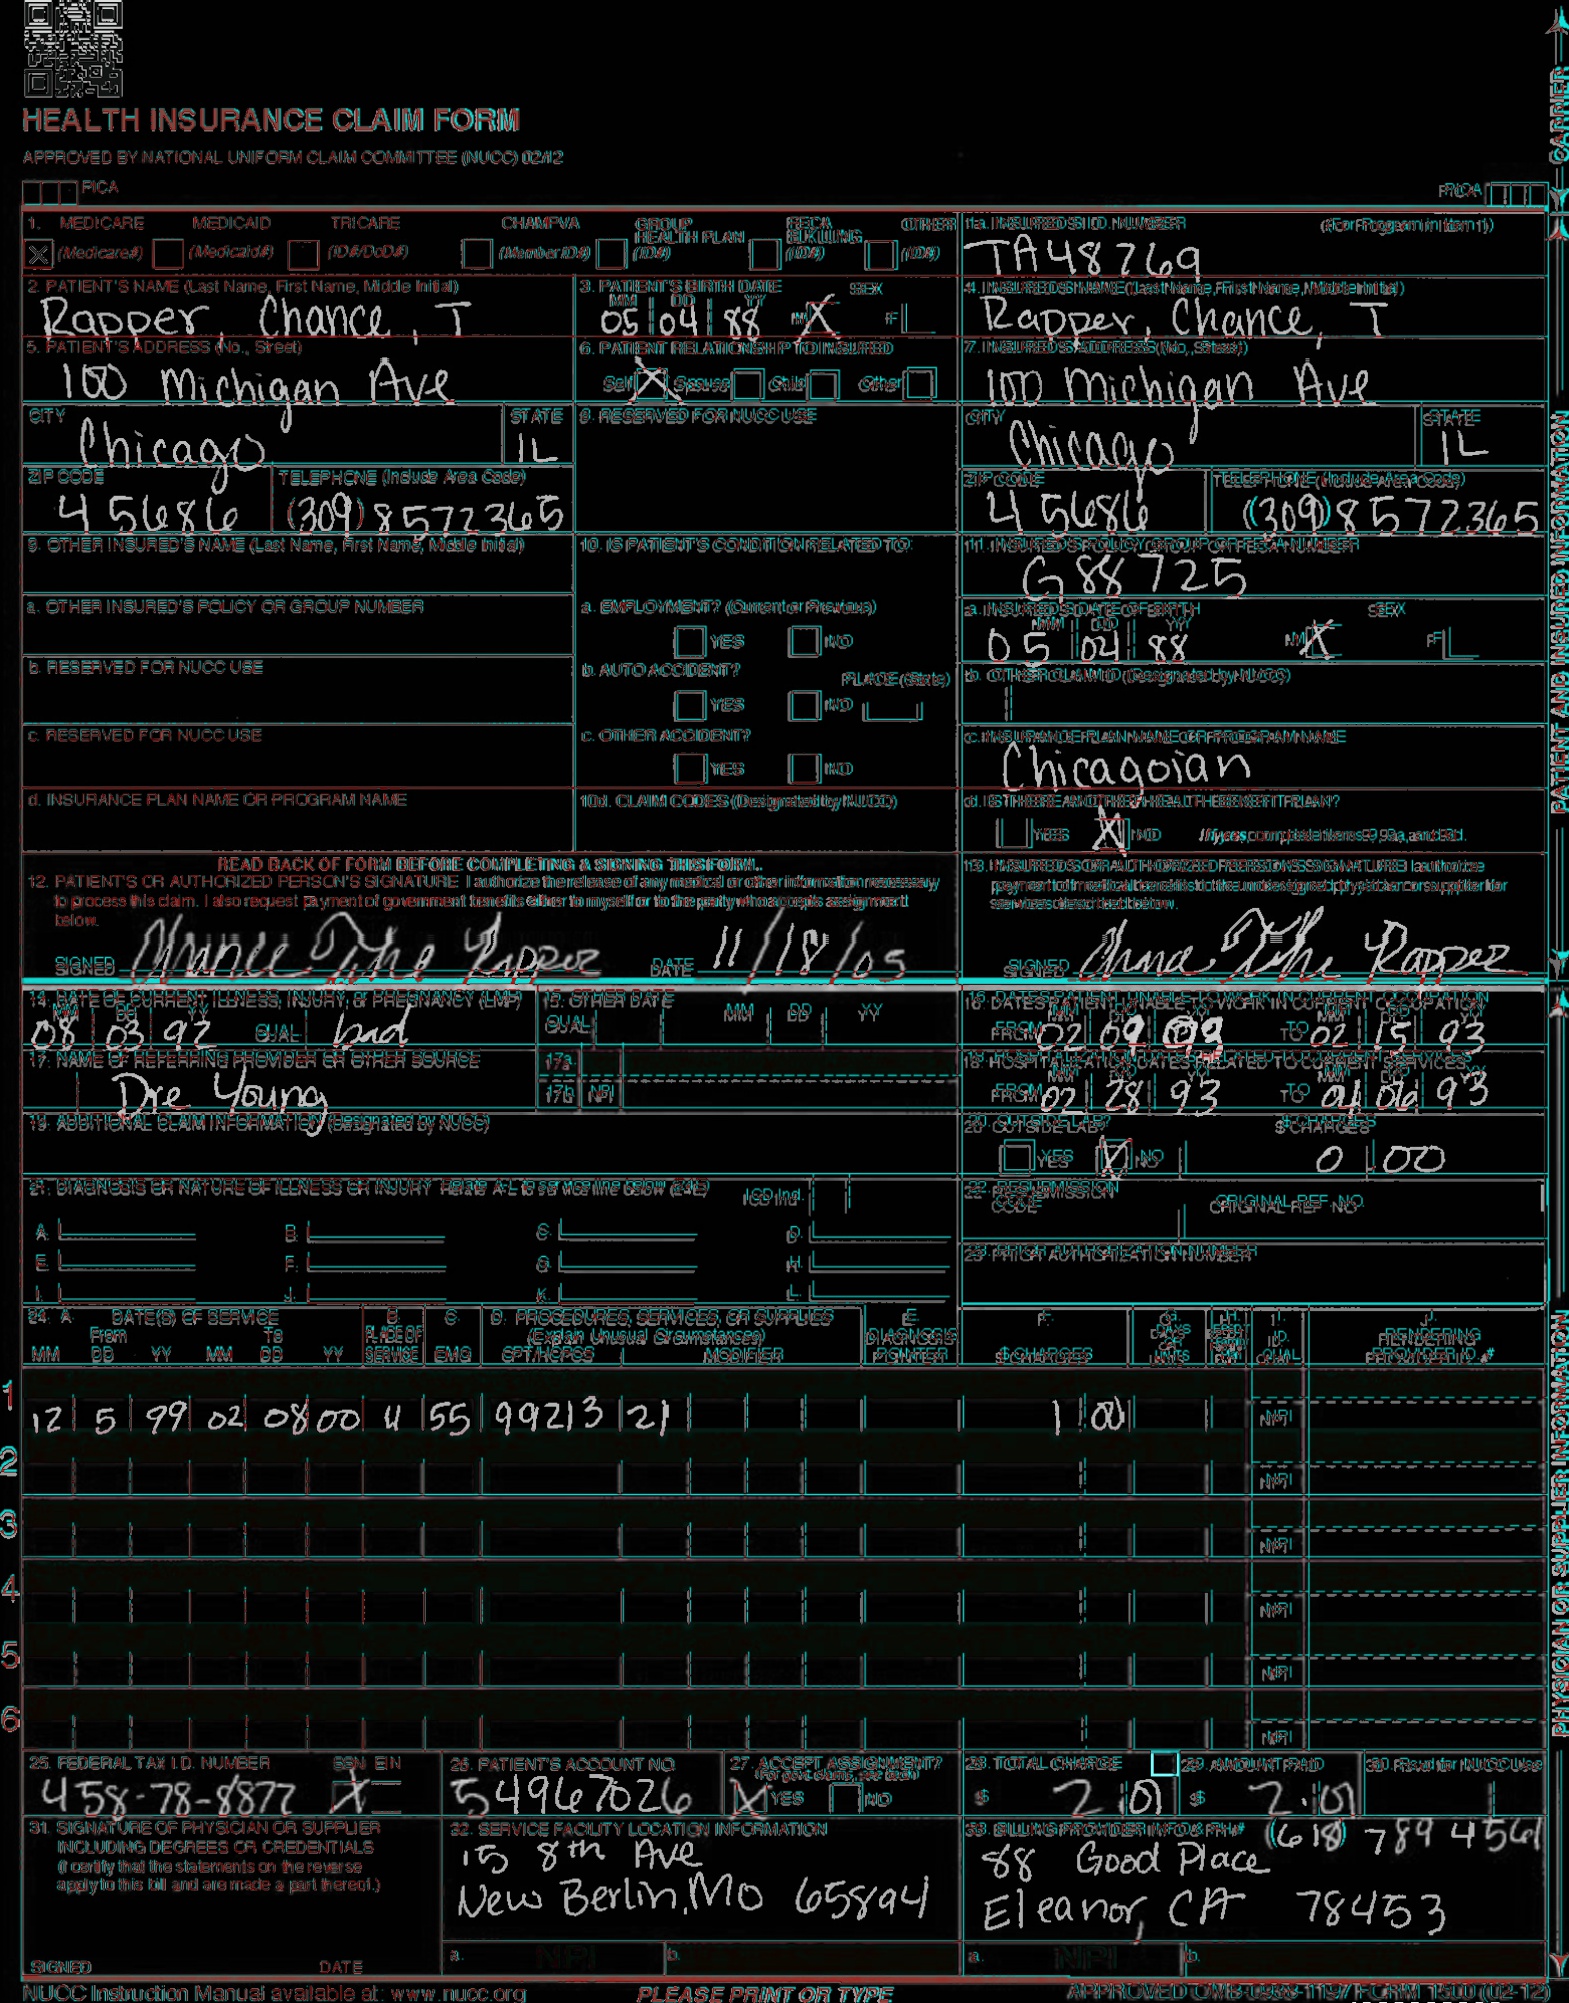 HEALTH INSURANCE CLAIM FORM
APPROVED BY NATIONAL UNIFORM CLAIM COMMITTEE (NUCC) 02/12
PICA
PICA
CARRIER
1. MEDICARE MEDICAID TRICARE CHAMPVA GROUP HEALTH PLAN FECA BLK LUNG OTHER
X (Medicare#) (Medicaid#) (ID#/DoD#) (Member ID#) (ID#) (ID#) (ID#)
1a. INSURED'S I.D. NUMBER (For Program in Item 1)
TA48769
2. PATIENT'S NAME (Last Name, First Name, Middle Initial)
Rapper, Chance, T
3. PATIENT'S BIRTH DATE SEX
MM DD YY
05 04 88 M X F
4. INSURED'S NAME (Last Name, First Name, Middle Initial)
Rapper, Chance, T
5. PATIENT'S ADDRESS (No., Street)
100 Michigan Ave
6. PATIENT RELATIONSHIP TO INSURED
Self X Spouse Child Other
7. INSURED'S ADDRESS (No., Street)
100 Michigan Ave
CITY STATE
Chicago IL
8. RESERVED FOR NUCC USE
CITY STATE
Chicago IL
ZIP CODE TELEPHONE (Include Area Code)
45686 (309) 8572365
ZIP CODE TELEPHONE (Include Area Code)
45686 (309) 8572365
9. OTHER INSURED'S NAME (Last Name, First Name, Middle Initial)
10. IS PATIENT'S CONDITION RELATED TO:
11. INSURED'S POLICY GROUP OR FECA NUMBER
G88725
a. OTHER INSURED'S POLICY OR GROUP NUMBER
a. EMPLOYMENT? (Current or Previous)
YES NO
a. INSURED'S DATE OF BIRTH SEX
MM DD YY
05 04 88 M X F
b. RESERVED FOR NUCC USE
b. AUTO ACCIDENT? PLACE (State)
YES NO
b. OTHER CLAIM ID (Designated by NUCC)
c. RESERVED FOR NUCC USE
c. OTHER ACCIDENT?
YES NO
c. INSURANCE PLAN NAME OR PROGRAM NAME
Chicagoian
d. INSURANCE PLAN NAME OR PROGRAM NAME
10d. CLAIM CODES (Designated by NUCC)
d. IS THERE ANOTHER HEALTH BENEFIT PLAN?
YES X NO If yes, complete items 9, 9a, and 9d.
PATIENT AND INSURED INFORMATION
READ BACK OF FORM BEFORE COMPLETING & SIGNING THIS FORM.
12. PATIENT'S OR AUTHORIZED PERSON'S SIGNATURE I authorize the release of any medical or other information necessary
to process this claim. I also request payment of government benefits either to myself or to the party who accepts assignment
below.
SIGNED Chance The Rapper DATE 11/18/05
13. INSURED'S OR AUTHORIZED PERSON'S SIGNATURE I authorize
payment of medical benefits to the undersigned physician or supplier for
services described below.
SIGNED Chance The Rapper
14. DATE OF CURRENT ILLNESS, INJURY, or PREGNANCY (LMP)
MM DD YY
08 03 92 QUAL. bad
15. OTHER DATE
QUAL. MM DD YY
16. DATES PATIENT UNABLE TO WORK IN CURRENT OCCUPATION
MM DD YY MM DD YY
FROM 02 09 TO 02 15 93
17. NAME OF REFERRING PROVIDER OR OTHER SOURCE
Dre Young
17a.
17b. NPI
18. HOSPITALIZATION DATES RELATED TO CURRENT SERVICES
MM DD YY MM DD YY
FROM 02 28 93 TO 93
19. ADDITIONAL CLAIM INFORMATION (Designated by NUCC)
20. OUTSIDE LAB? $ CHARGES
YES X NO 0 00
21. DIAGNOSIS OR NATURE OF ILLNESS OR INJURY Relate A-L to service line below (24E) ICD Ind.
A. B. C. D.
E. F. G. H.
I. J. K. L.
22. RESUBMISSION CODE ORIGINAL REF. NO.
23. PRIOR AUTHORIZATION NUMBER
24. A. DATE(S) OF SERVICE B. C. D. PROCEDURES, SERVICES, OR SUPPLIES E. F. G. H. I. J.
From To PLACE OF (Explain Unusual Circumstances) DIAGNOSIS DAYS OR UNITS ID. RENDERING
MM DD YY MM DD YY SERVICE EMG CPT/HCPCS MODIFIER POINTER $ CHARGES QUAL. PROVIDER ID. #
1 12 5 99 02 08 00 4 55 99213 21 1 00 NPI
2 NPI
3 NPI
4 NPI
5 NPI
6 NPI
PHYSICIAN OR SUPPLIER INFORMATION
25. FEDERAL TAX I.D. NUMBER SSN EIN
458-78-8877 X
26. PATIENT'S ACCOUNT NO.
54967026
27. ACCEPT ASSIGNMENT?
(For govt. claims, see back)
X YES NO
28. TOTAL CHARGE
$ 2 01
29. AMOUNT PAID
$ 2.01
30. Rsvd for NUCC Use
31. SIGNATURE OF PHYSICIAN OR SUPPLIER
INCLUDING DEGREES OR CREDENTIALS
(I certify that the statements on the reverse
apply to this bill and are made a part thereof.)
SIGNED DATE
32. SERVICE FACILITY LOCATION INFORMATION
15 8th Ave
New Berlin, Mo 65894
a. NPI b.
33. BILLING PROVIDER INFO & PH # (618) 789 4561
88 Good Place
Eleanor, CA 78453
a. NPI b.
NUCC Instruction Manual available at: www.nucc.org
PLEASE PRINT OR TYPE
APPROVED OMB-0938-1197 FORM 1500 (02-12)